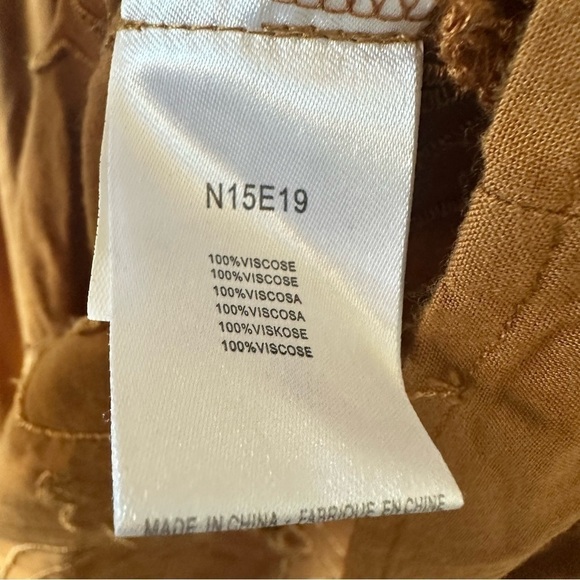 N15E19
100%VISCOSE
100%VISCOSE
100%VISCOSA
100%VISCOSA
100%VISKOSE
100%VISCOSE
MADE IN CHINA - FABRIQUE EN CHINE